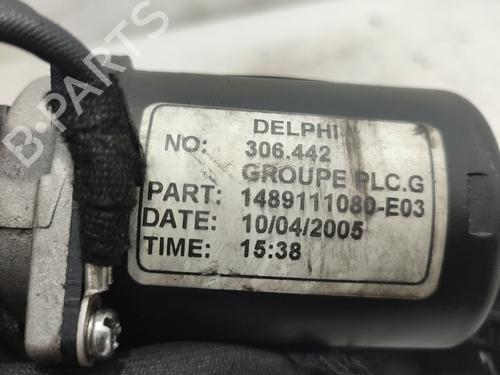 B-PARTS
DELPHI
NO: 306.442
GROUPE PLC.G
PART: 1489111080-E03
DATE: 10/04/2005
TIME: 15:38